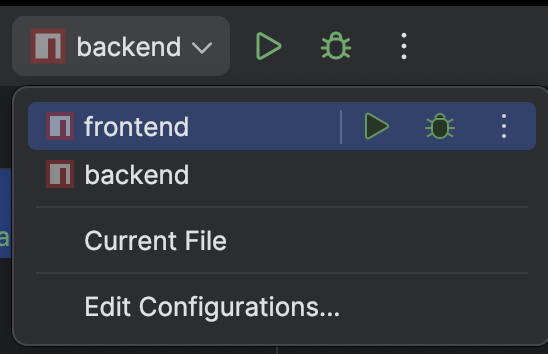 backend
frontend
backend
a
Current File
Edit Configurations...